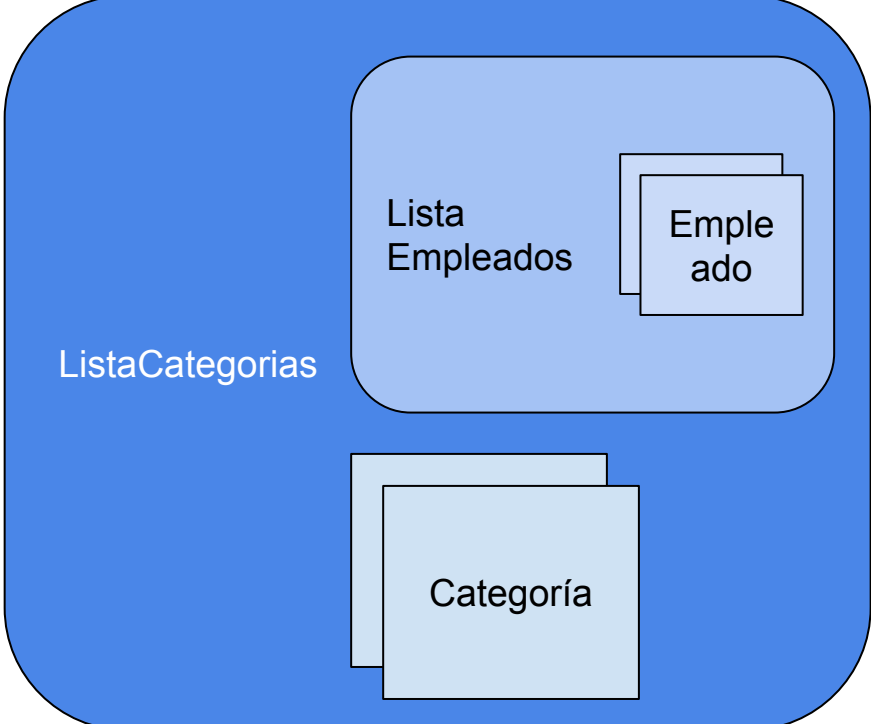 Lista
Empleados
Emple
ado
ListaCategorias
Categoría